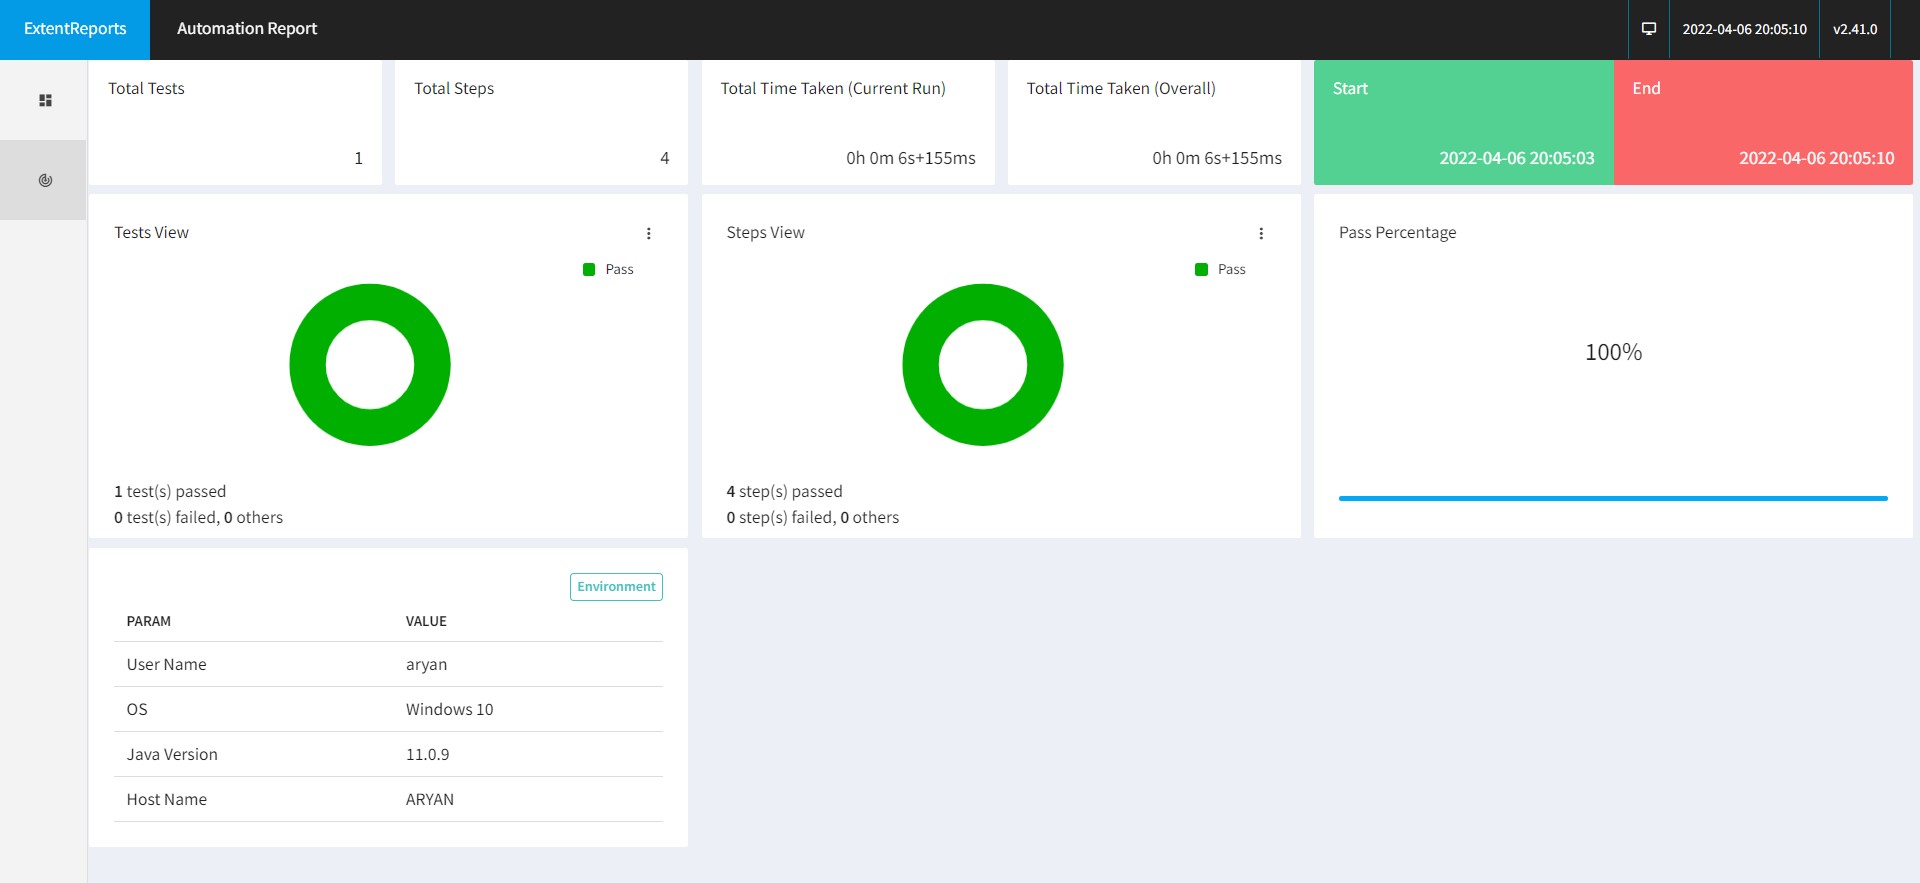 ExtentReports
Automation Report
2022-04-06 20:05:10
v2.41.0
Total Tests
1
Total Steps
4
Total Time Taken (Current Run)
0h 0m 6s+155ms
Total Time Taken (Overall)
0h 0m 6s+155ms
Start
2022-04-06 20:05:03
End
2022-04-06 20:05:10
Tests View
Pass
1 test(s) passed
0 test(s) failed, 0 others
Steps View
Pass
4 step(s) passed
0 step(s) failed, 0 others
Pass Percentage
100%
Environment
PARAM VALUE
User Name aryan
OS Windows 10
Java Version 11.0.9
Host Name ARYAN